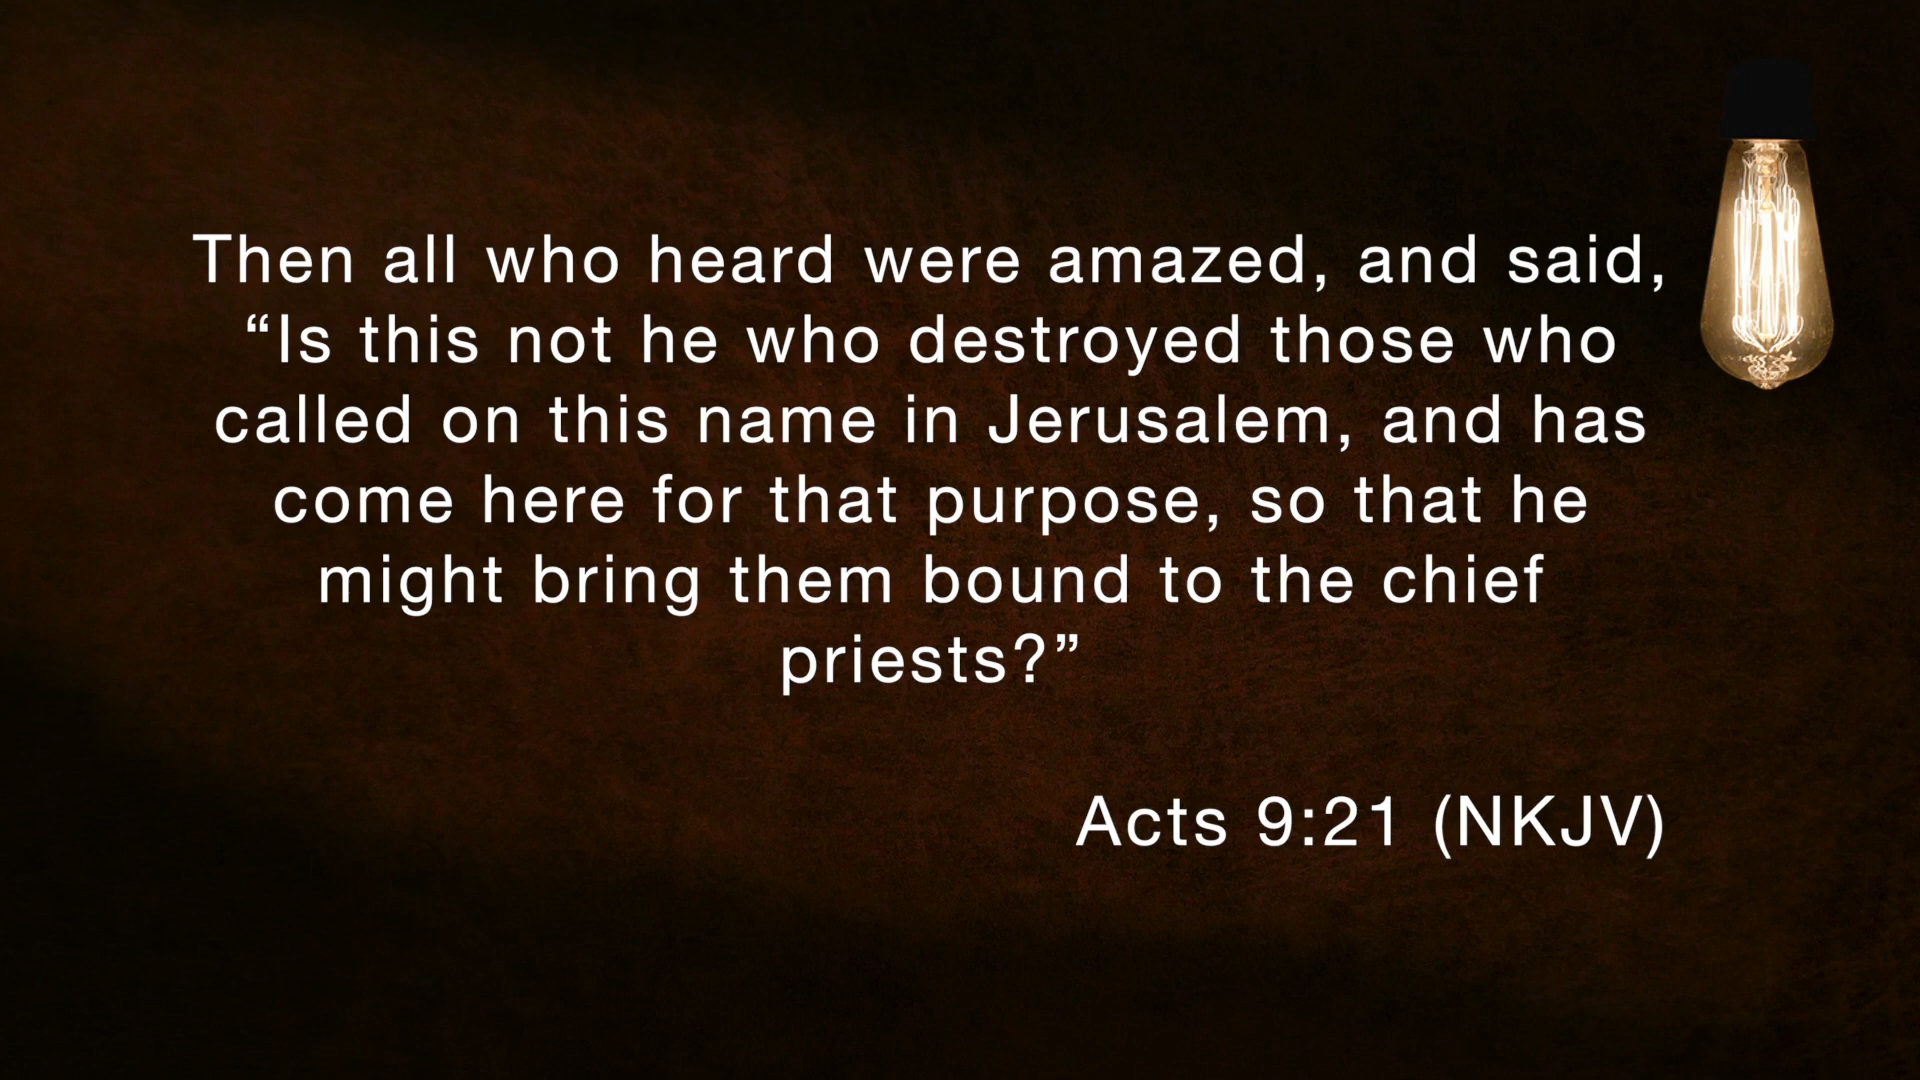 Then all who heard were amazed, and said,
“Is this not he who destroyed those who
called on this name in Jerusalem, and has
come here for that purpose, so that he
might bring them bound to the chief
priests?”
Acts 9:21 (NKJV)